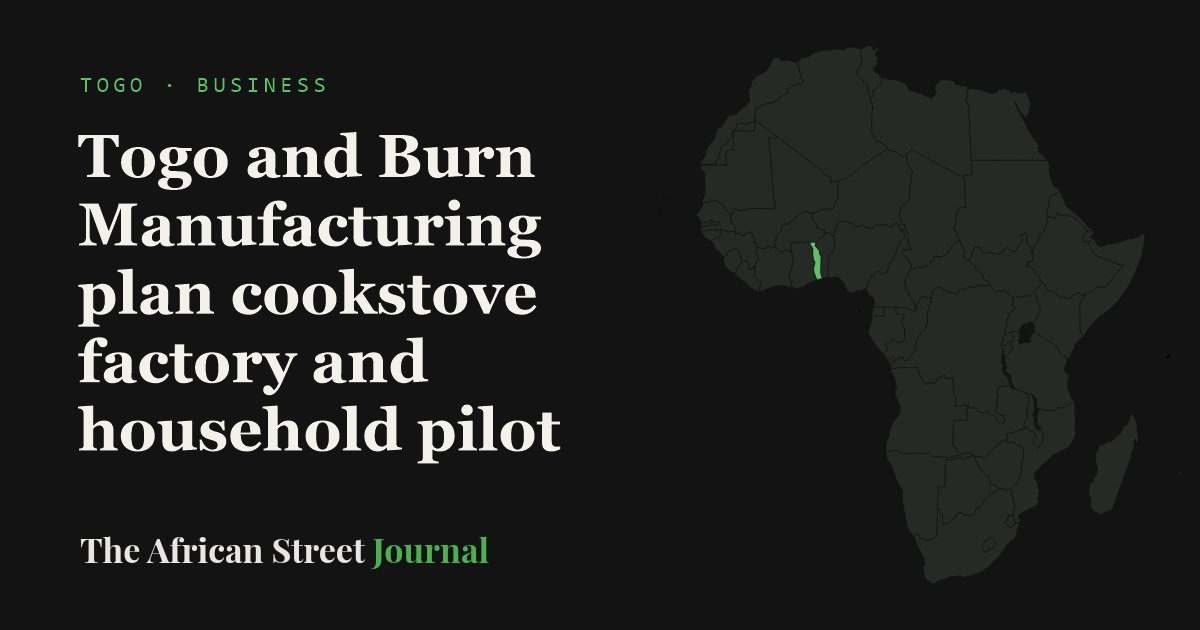 TOGO · BUSINESS
Togo and Burn
Manufacturing
plan cookstove
factory and
household pilot
The African Street Journal